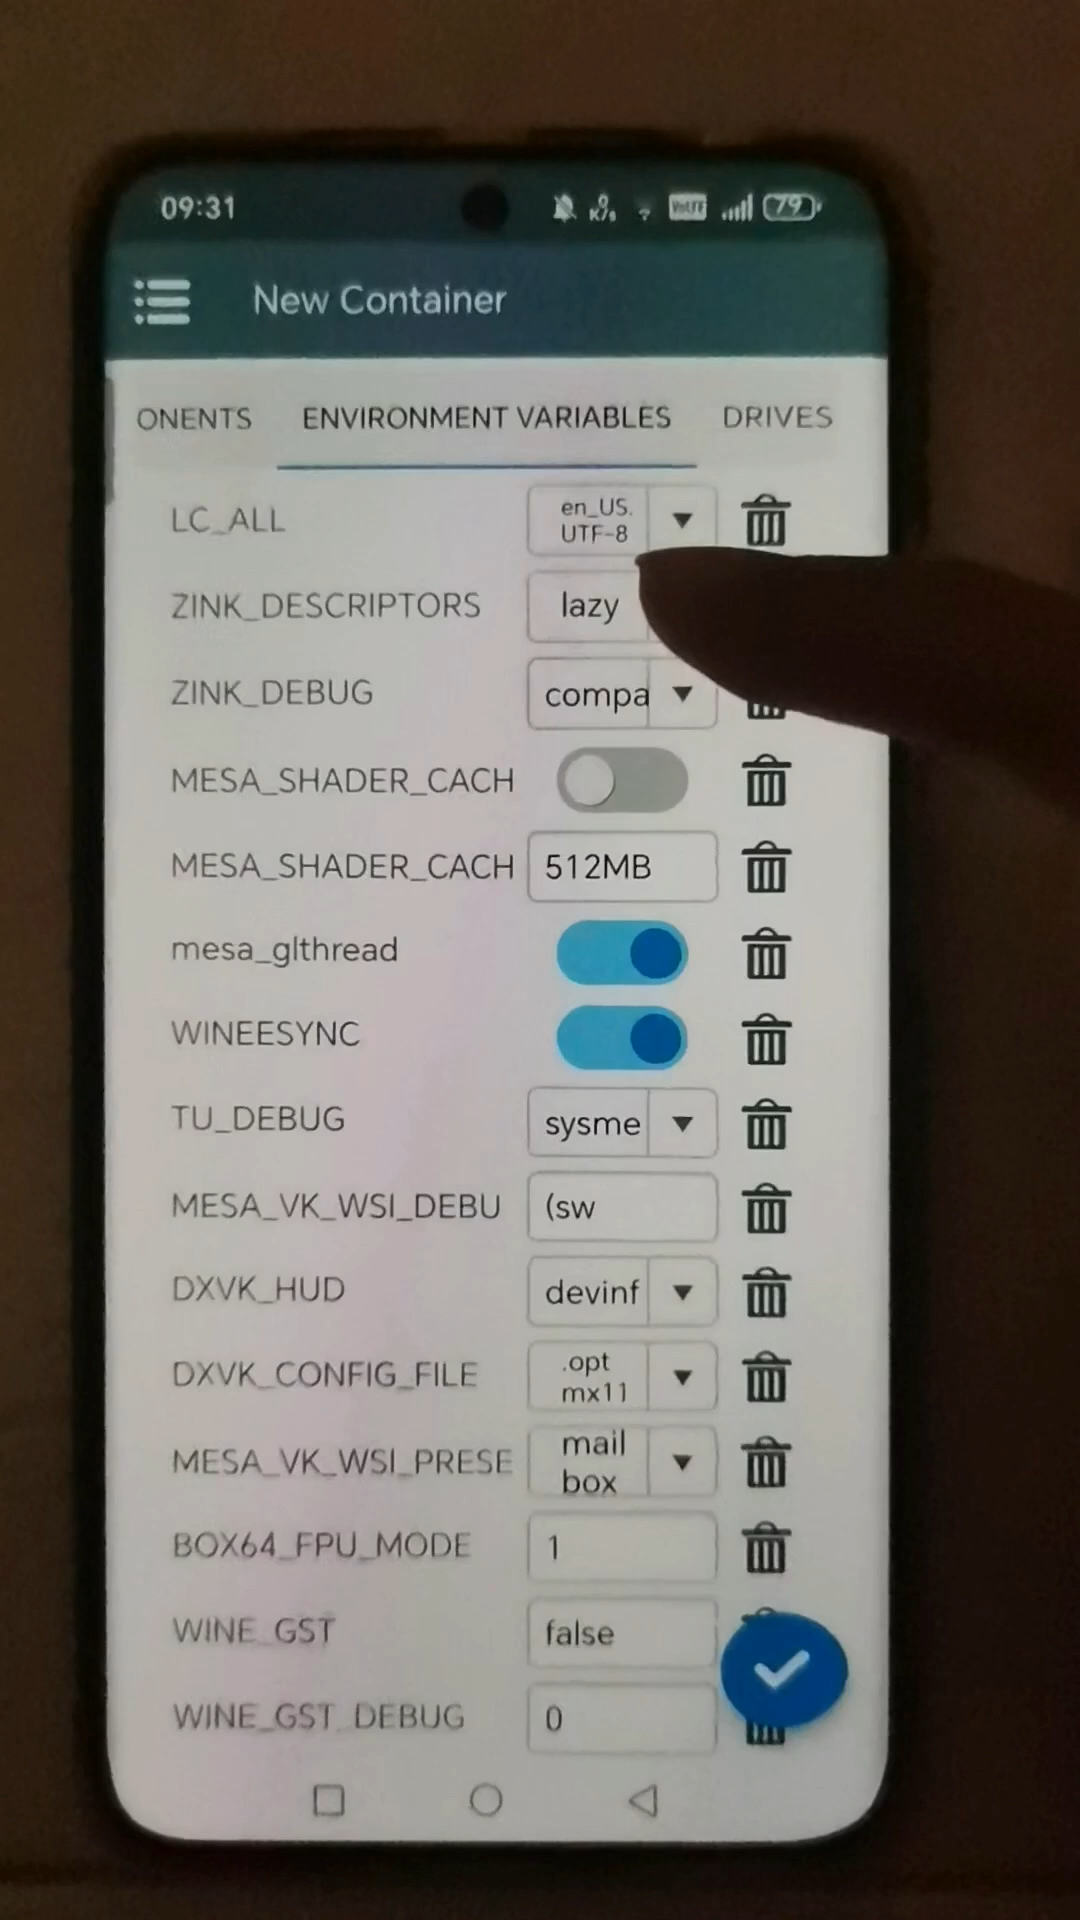 09:31
VoLTE
79
New Container
ONENTS ENVIRONMENT VARIABLES DRIVES
LC_ALL
en_US.
UTF-8
ZINK_DESCRIPTORS lazy
ZINK_DEBUG compa
MESA_SHADER_CACH
MESA_SHADER_CACH 512MB
mesa_glthread
WINEESYNC
TU_DEBUG sysme
MESA_VK_WSI_DEBU (sw
DXVK_HUD devinf
DXVK_CONFIG_FILE
.opt
mx11
MESA_VK_WSI_PRESE
mail
box
BOX64_FPU_MODE 1
WINE_GST false
WINE_GST_DEBUG 0